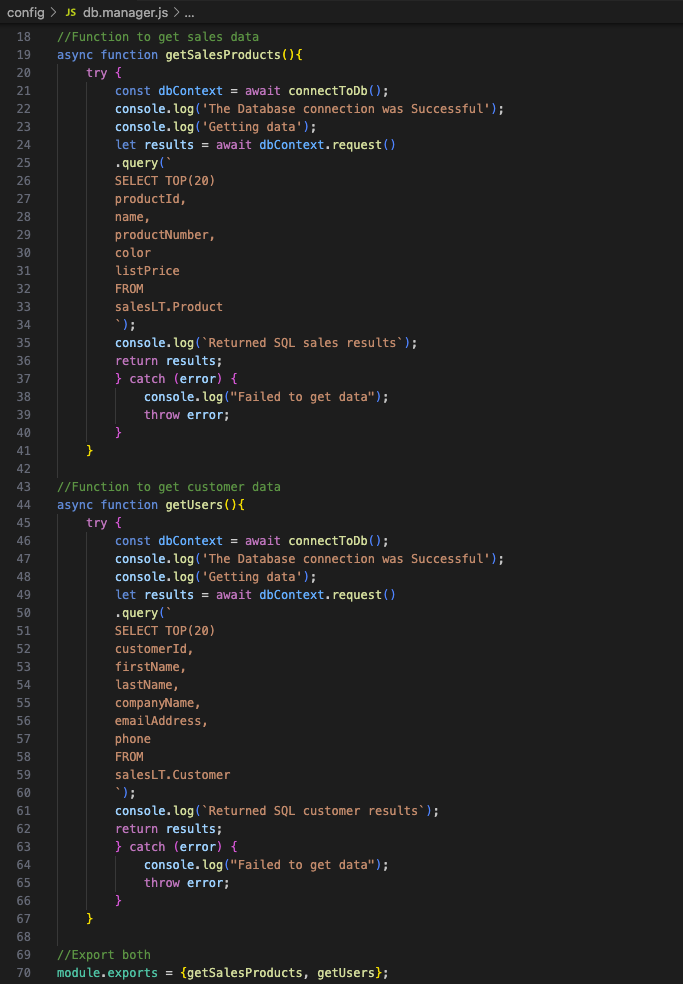 config > JS db.manager.js > ...
18 //Function to get sales data
19 async function getSalesProducts(){
20 try {
21 const dbContext = await connectToDb();
22 console.log('The Database connection was Successful');
23 console.log('Getting data');
24 let results = await dbContext.request()
25 .query(`
26 SELECT TOP(20)
27 productId,
28 name,
29 productNumber,
30 color
31 listPrice
32 FROM
33 salesLT.Product
34 `);
35 console.log(`Returned SQL sales results`);
36 return results;
37 } catch (error) {
38 console.log("Failed to get data");
39 throw error;
40 }
41 }
42
43 //Function to get customer data
44 async function getUsers(){
45 try {
46 const dbContext = await connectToDb();
47 console.log('The Database connection was Successful');
48 console.log('Getting data');
49 let results = await dbContext.request()
50 .query(`
51 SELECT TOP(20)
52 customerId,
53 firstName,
54 lastName,
55 companyName,
56 emailAddress,
57 phone
58 FROM
59 salesLT.Customer
60 `);
61 console.log(`Returned SQL customer results`);
62 return results;
63 } catch (error) {
64 console.log("Failed to get data");
65 throw error;
66 }
67 }
68
69 //Export both
70 module.exports = {getSalesProducts, getUsers};